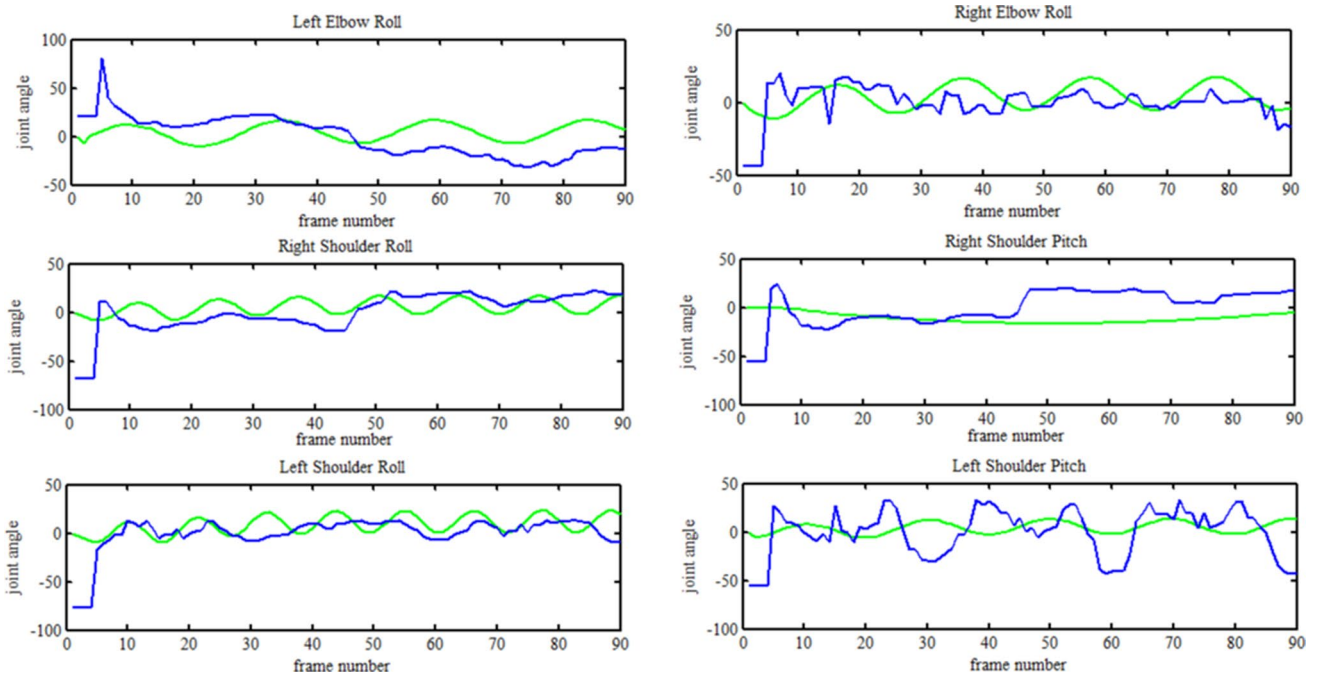 Left Elbow Roll
joint angle
100
50
0
-50
0 10 20 30 40 50 60 70 80 90
frame number
Right Elbow Roll
joint angle
50
0
-50
0 10 20 30 40 50 60 70 80 90
frame number
Right Shoulder Roll
joint angle
50
0
-50
-100
0 10 20 30 40 50 60 70 80 90
frame number
Right Shoulder Pitch
joint angle
50
0
-50
-100
0 10 20 30 40 50 60 70 80 90
frame number
Left Shoulder Roll
joint angle
50
0
-50
-100
0 10 20 30 40 50 60 70 80 90
frame number
Left Shoulder Pitch
joint angle
50
0
-50
-100
0 10 20 30 40 50 60 70 80 90
frame number